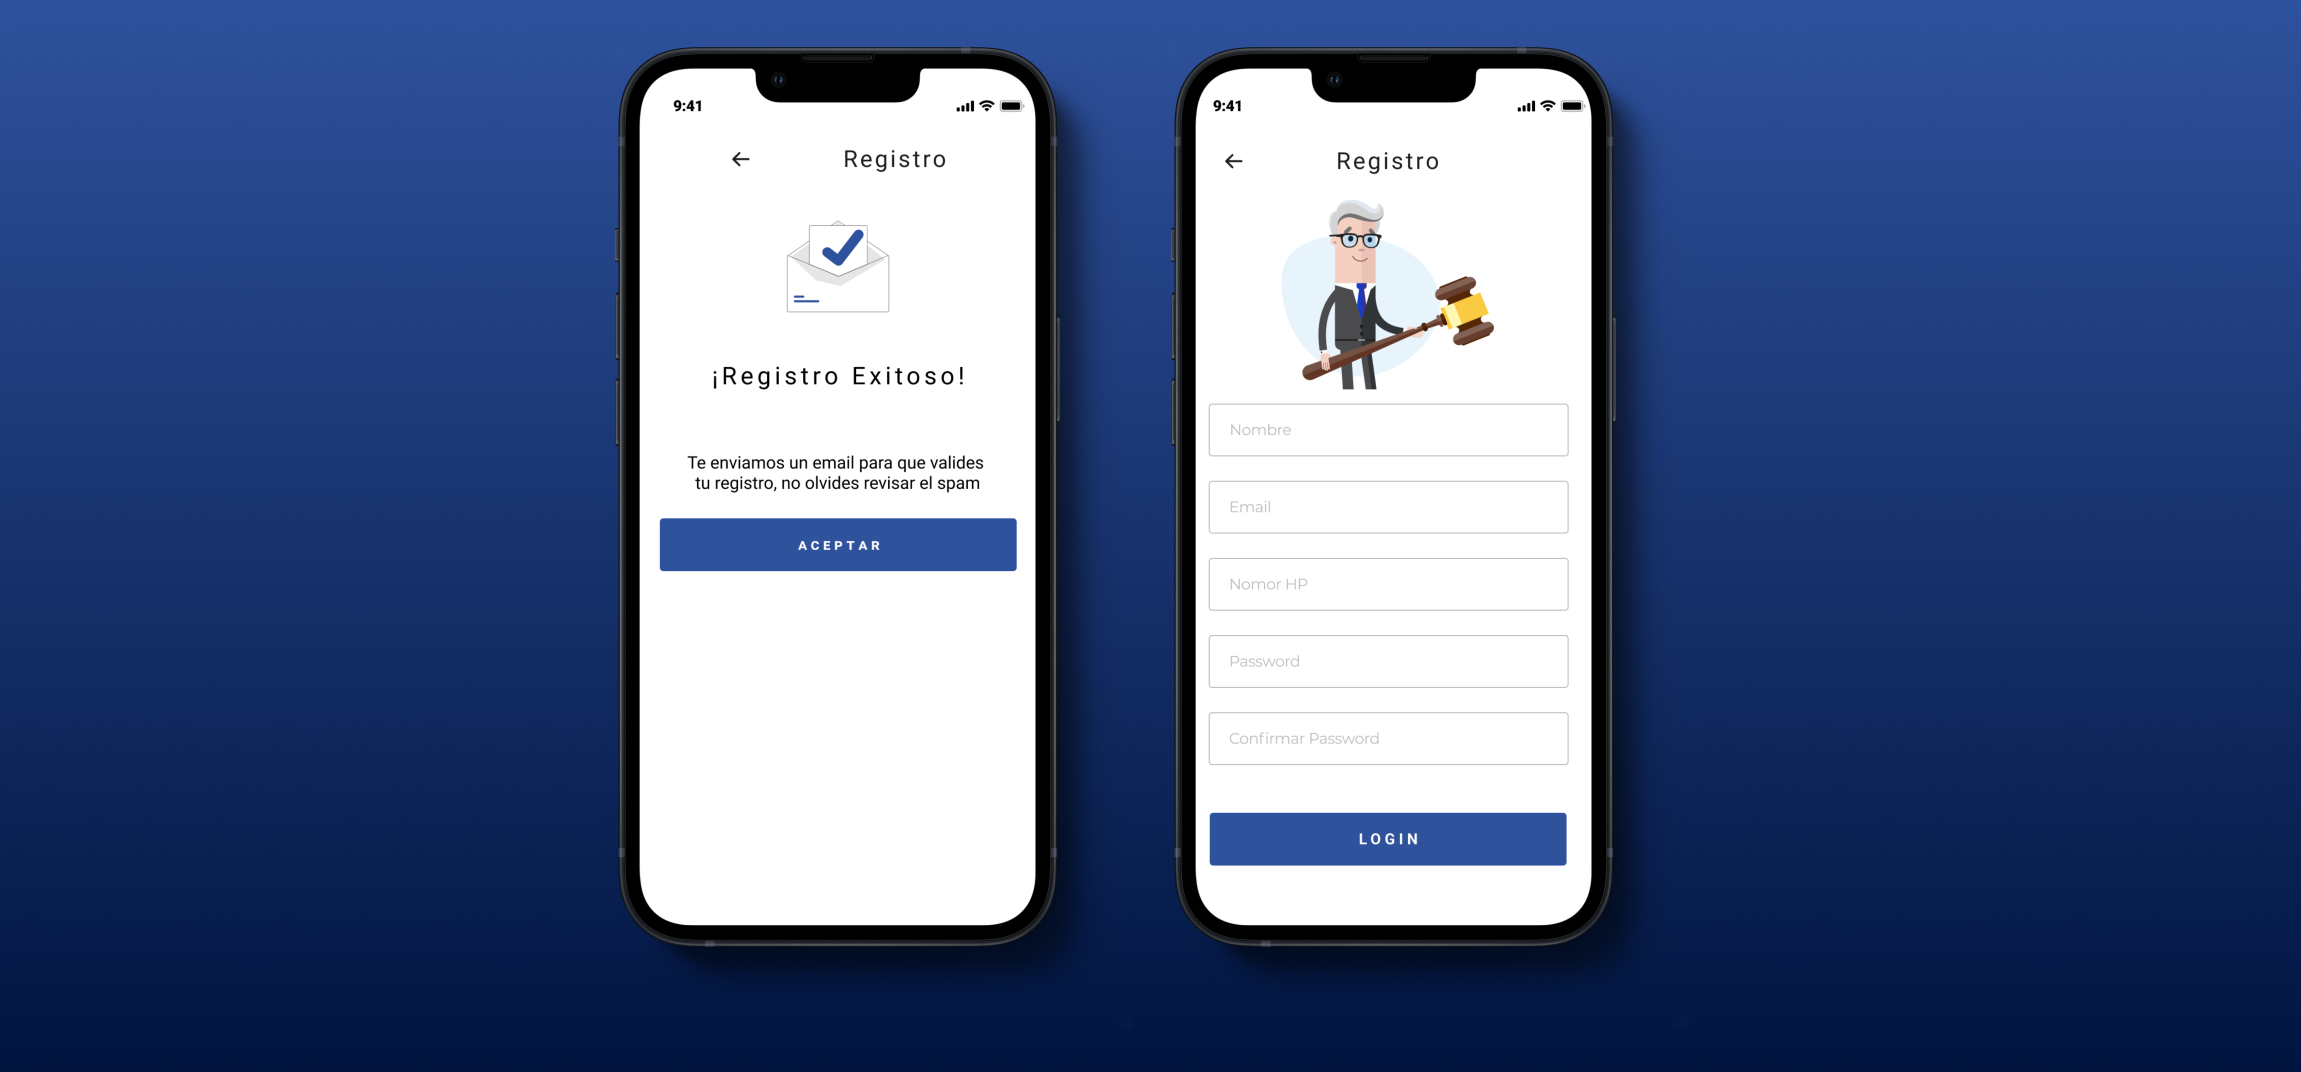 9:41
Registro
¡Registro Exitoso!
Te enviamos un email para que valides
tu registro, no olvides revisar el spam
ACEPTAR
9:41
Registro
Nombre
Email
Nomor HP
Password
Confirmar Password
LOGIN